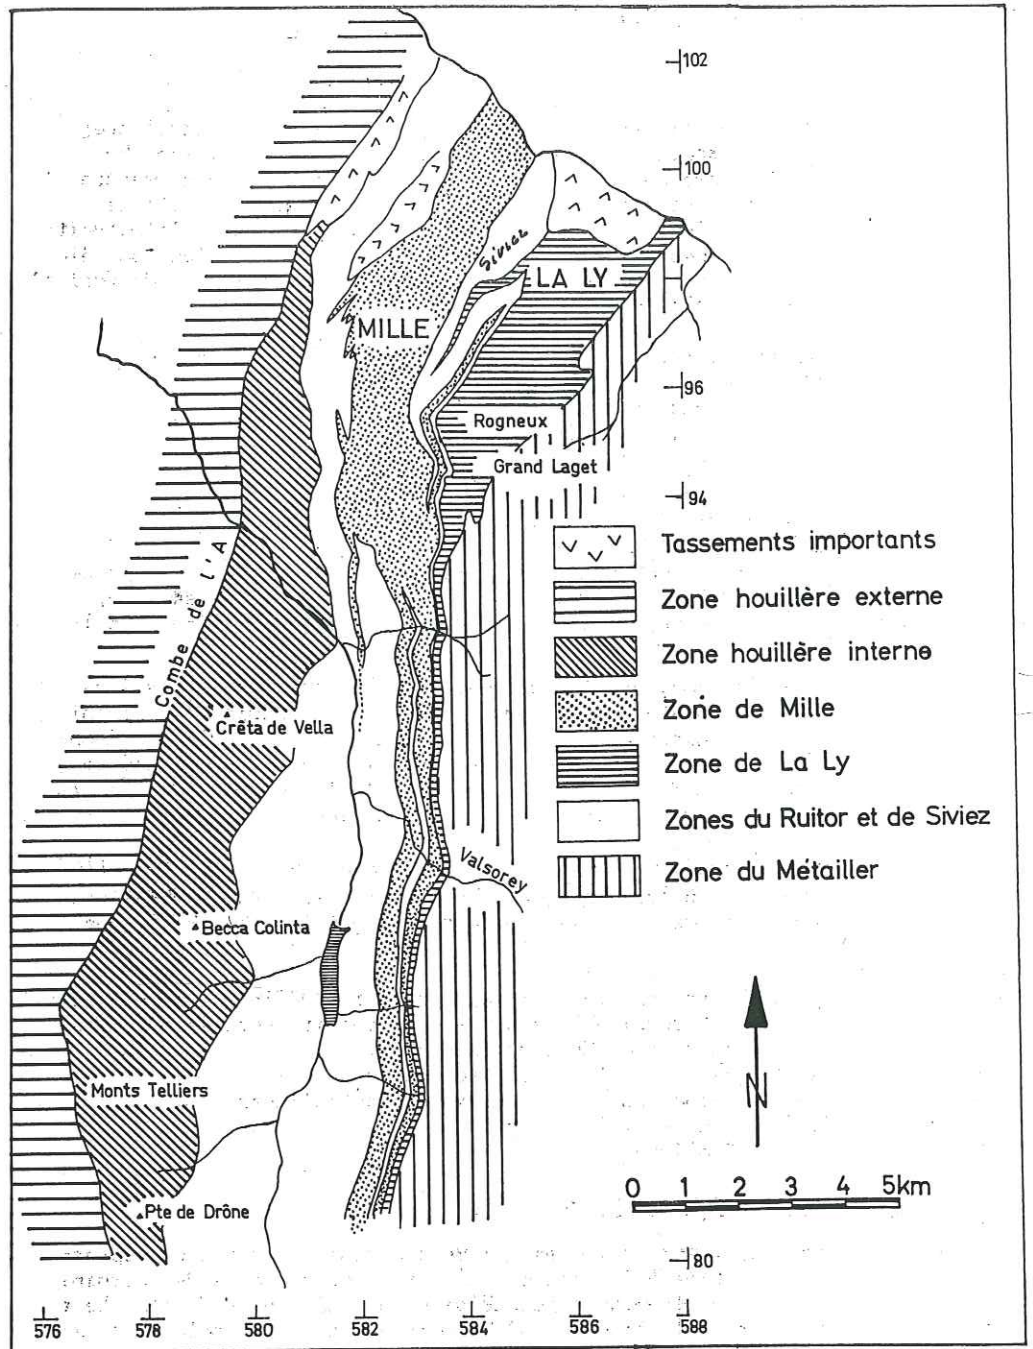 102
100
SIVIEZ
LA LY
MILLE
96
Rogneux
Grand Laget
94
Combe de l'A
Crêta de Vella
Valsorey
Becca Colinta
Monts Telliers
Pte de Drône
Tassements importants
Zone houillère externe
Zone houillère interne
Zone de Mille
Zone de La Ly
Zones du Ruitor et de Siviez
Zone du Métailler
N
0 1 2 3 4 5km
80
576 578 580 582 584 586 588